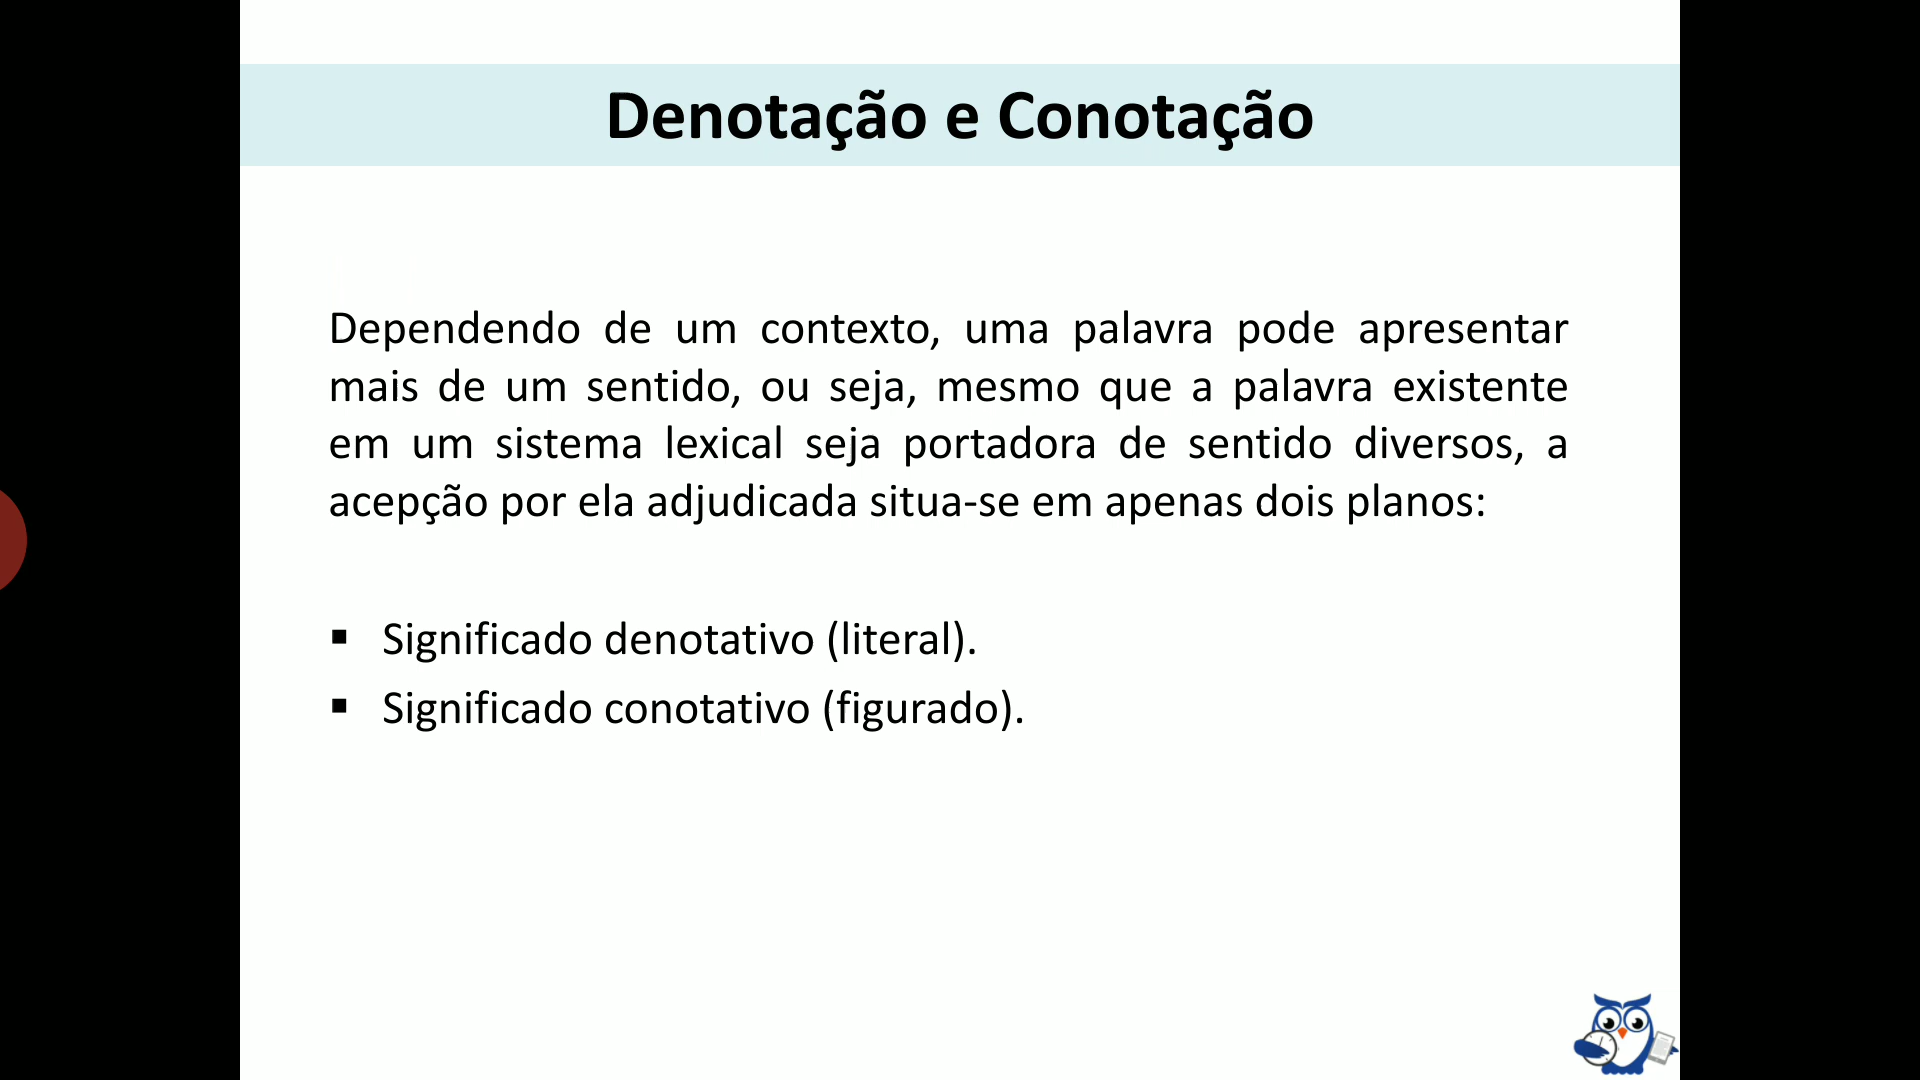 Denotação e Conotação
Dependendo de um contexto, uma palavra pode apresentar
mais de um sentido, ou seja, mesmo que a palavra existente
em um sistema lexical seja portadora de sentido diversos, a
acepção por ela adjudicada situa-se em apenas dois planos:
▪ Significado denotativo (literal).
▪ Significado conotativo (figurado).